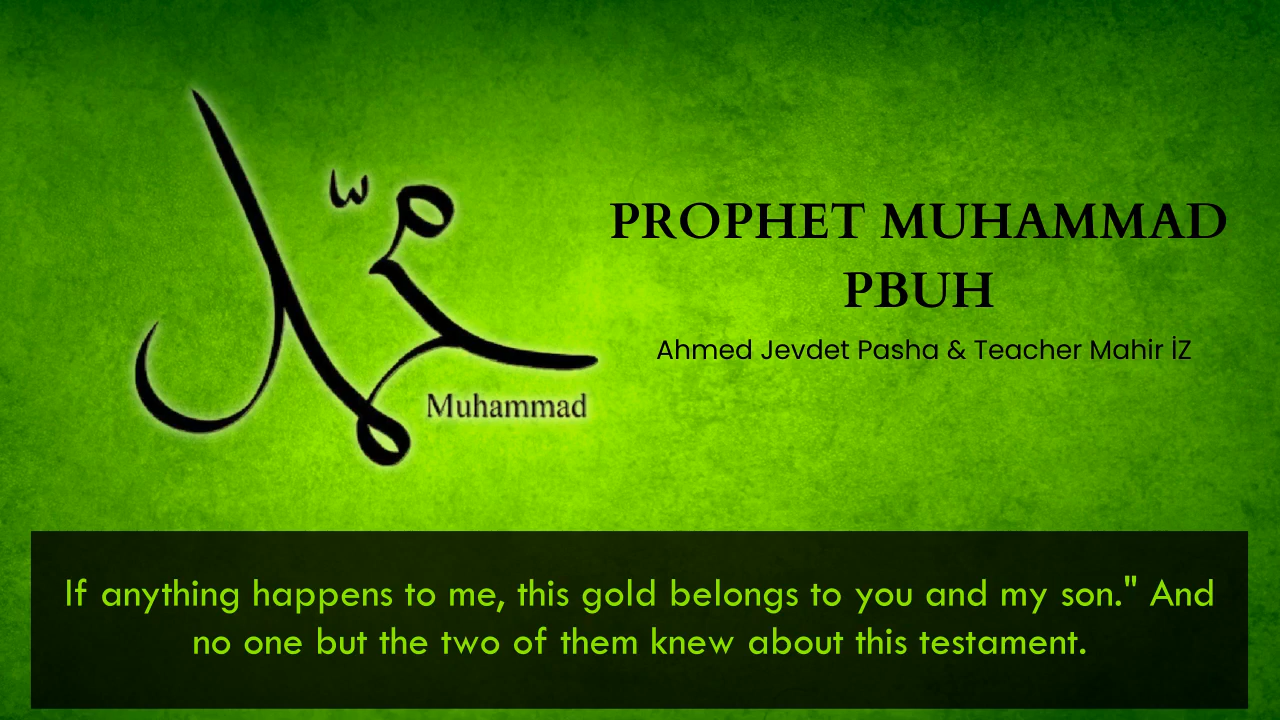 محمد
PROPHET MUHAMMAD
PBUH
Ahmed Jevdet Pasha & Teacher Mahir İZ
Muhammad
If anything happens to me, this gold belongs to you and my son." And
no one but the two of them knew about this testament.